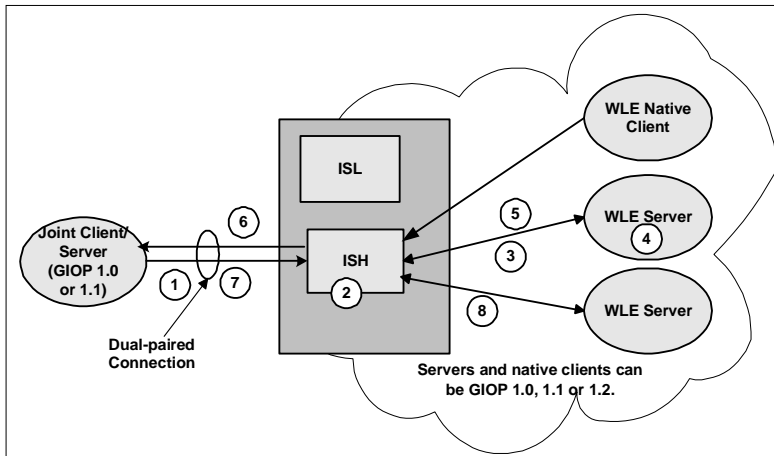 WLE Native
Client
ISL
6
5
WLE Server
4
Joint Client/
Server
(GIOP 1.0
or 1.1)
ISH
3
1
7
2
8
WLE Server
Dual-paired
Connection
Servers and native clients can
be GIOP 1.0, 1.1 or 1.2.